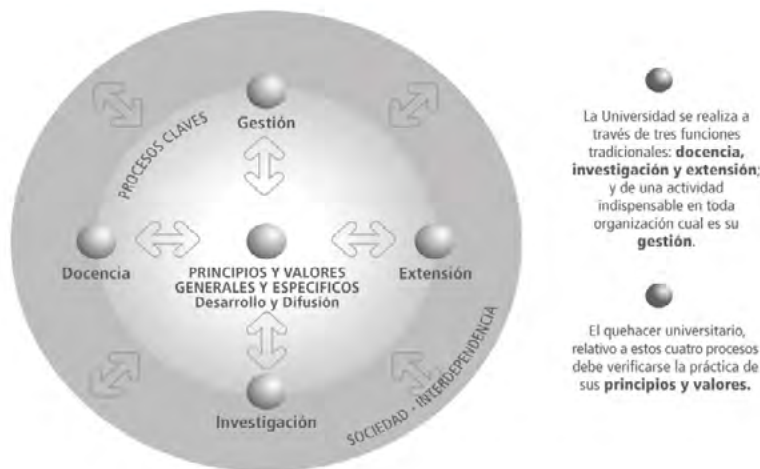 PROCESOS CLAVES
Gestión
Docencia
PRINCIPIOS Y VALORES
GENERALES Y ESPECIFICOS
Desarrollo y Difusión
Extensión
Investigación
SOCIEDAD - INTERDEPENDENCIA
La Universidad se realiza a
través de tres funciones
tradicionales: docencia,
investigación y extensión;
y de una actividad
indispensable en toda
organización cual es su
gestión.
El quehacer universitario,
relativo a estos cuatro procesos
debe verificarse la práctica de
sus principios y valores.